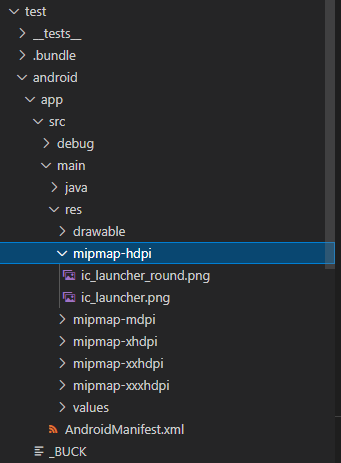 test
__tests__
.bundle
android
app
src
debug
main
java
res
drawable
mipmap-hdpi
ic_launcher_round.png
ic_launcher.png
mipmap-mdpi
mipmap-xhdpi
mipmap-xxhdpi
mipmap-xxxhdpi
values
AndroidManifest.xml
_BUCK